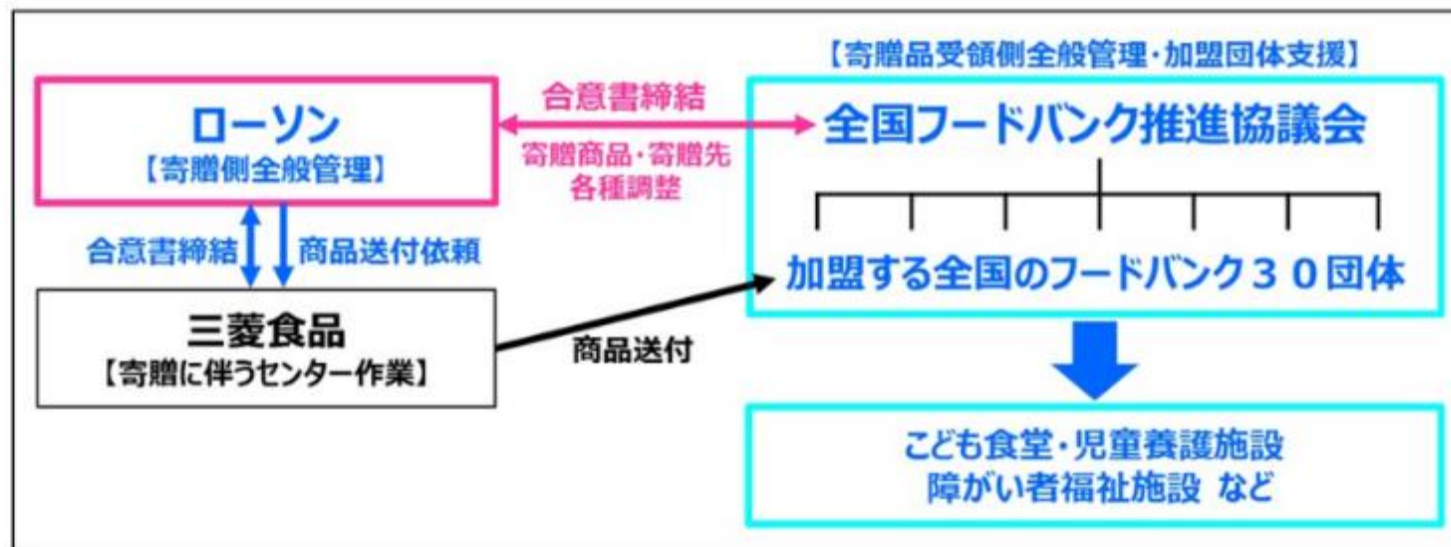 【寄贈品受領側全般管理・加盟団体支援】
ローソン
【寄贈側全般管理】
合意書締結
寄贈商品・寄贈先
各種調整
全国フードバンク推進協議会
合意書締結
商品送付依頼
加盟する全国のフードバンク３０団体
三菱食品
【寄贈に伴うセンター作業】
商品送付
こども食堂・児童養護施設
障がい者福祉施設 など